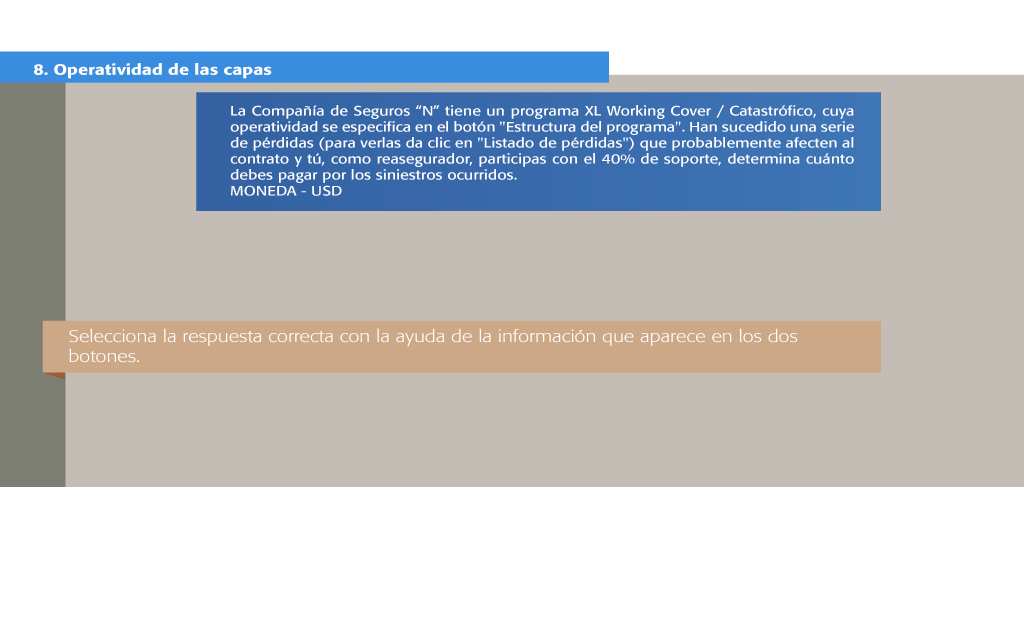 8. Operatividad de las capas
La Compañía de Seguros “N” tiene un programa XL Working Cover / Catastrófico, cuya
operatividad se especifica en el botón "Estructura del programa". Han sucedido una serie
de pérdidas (para verlas da clic en "Listado de pérdidas") que probablemente afecten al
contrato y tú, como reasegurador, participas con el 40% de soporte, determina cuánto
debes pagar por los siniestros ocurridos.
MONEDA - USD
Selecciona la respuesta correcta con la ayuda de la información que aparece en los dos
botones.